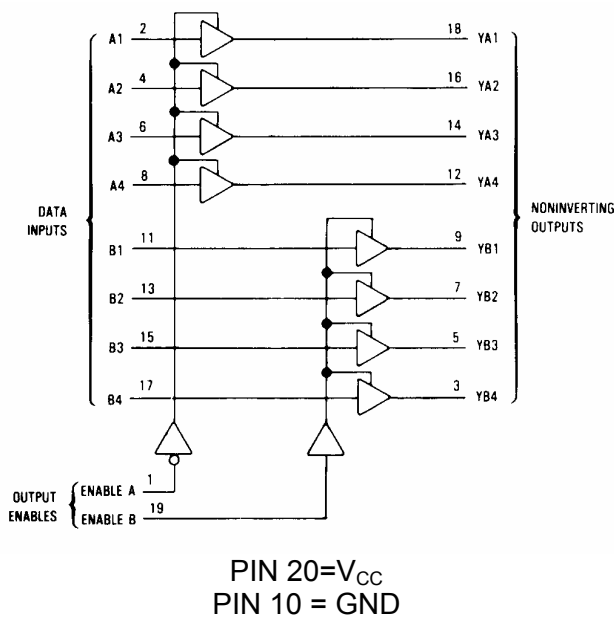 A1 2 18 YA1
A2 4 16 YA2
A3 6 14 YA3
A4 8 12 YA4
DATA
INPUTS
NONINVERTING
OUTPUTS
B1 11 9 YB1
B2 13 7 YB2
B3 15 5 YB3
B4 17 3 YB4
OUTPUT
ENABLES
ENABLE A 1
ENABLE B 19
PIN 20=VCC
PIN 10 = GND